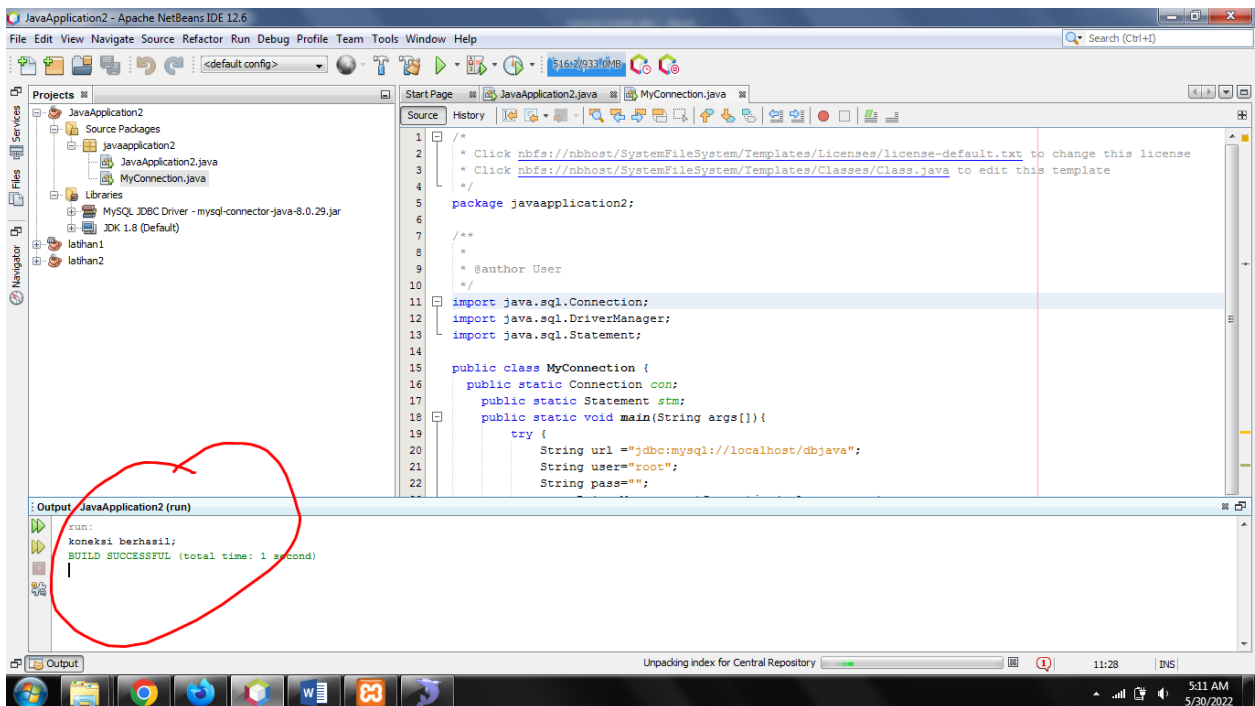 JavaApplication2 - Apache NetBeans IDE 12.6
File Edit View Navigate Source Refactor Run Debug Profile Team Tools Window Help
Search (Ctrl+I)
<default config>
516.2/933.0MB
Projects
Start Page
JavaApplication2.java
MyConnection.java
Services
Files
Navigator
JavaApplication2
Source Packages
javaapplication2
JavaApplication2.java
MyConnection.java
Libraries
MySQL JDBC Driver - mysql-connector-java-8.0.29.jar
JDK 1.8 (Default)
latihan1
latihan2
Source History
1 /*
2 * Click nbfs://nbhost/SystemFileSystem/Templates/Licenses/license-default.txt to change this license
3 * Click nbfs://nbhost/SystemFileSystem/Templates/Classes/Class.java to edit this template
4 */
5 package javaapplication2;
6
7 /**
8 *
9 * @author User
10 */
11 import java.sql.Connection;
12 import java.sql.DriverManager;
13 import java.sql.Statement;
14
15 public class MyConnection {
16 public static Connection con;
17 public static Statement stm;
18 public static void main(String args[]){
19 try {
20 String url ="jdbc:mysql://localhost/dbjava";
21 String user="root";
22 String pass="";
Output - JavaApplication2 (run)
run:
koneksi berhasil;
BUILD SUCCESSFUL (total time: 1 second)
Output
Unpacking index for Central Repository
1
11:28
INS
5:11 AM
5/30/2022